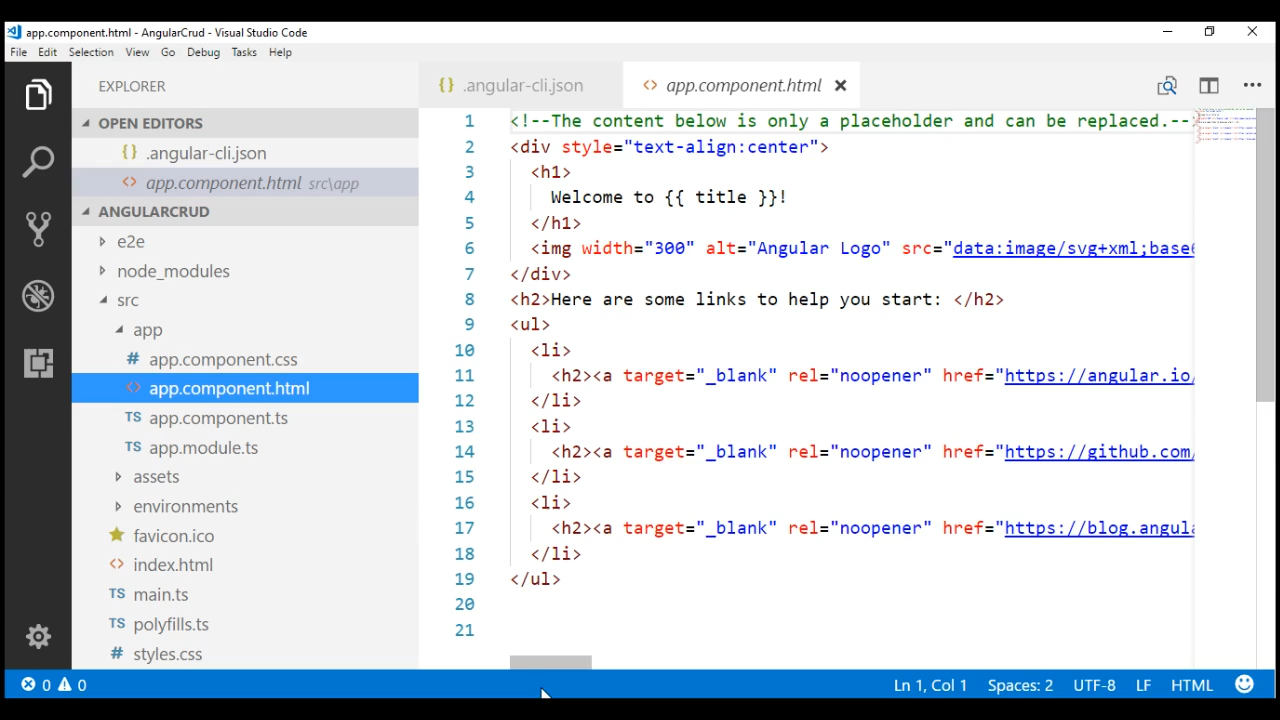 app.component.html - AngularCrud - Visual Studio Code
File Edit Selection View Go Debug Tasks Help
EXPLORER
OPEN EDITORS
{} .angular-cli.json
<> app.component.html src\app
ANGULARCRUD
e2e
node_modules
src
app
# app.component.css
<> app.component.html
TS app.component.ts
TS app.module.ts
assets
environments
favicon.ico
<> index.html
TS main.ts
TS polyfills.ts
# styles.css
{} .angular-cli.json
<> app.component.html
1 <!--The content below is only a placeholder and can be replaced.--
2 <div style="text-align:center">
3 <h1>
4 Welcome to {{ title }}!
5 </h1>
6 <img width="300" alt="Angular Logo" src="data:image/svg+xml;base6
7 </div>
8 <h2>Here are some links to help you start: </h2>
9 <ul>
10 <li>
11 <h2><a target="_blank" rel="noopener" href="https://angular.io/
12 </li>
13 <li>
14 <h2><a target="_blank" rel="noopener" href="https://github.com/
15 </li>
16 <li>
17 <h2><a target="_blank" rel="noopener" href="https://blog.angula
18 </li>
19 </ul>
20
21
0 0
Ln 1, Col 1 Spaces: 2 UTF-8 LF HTML